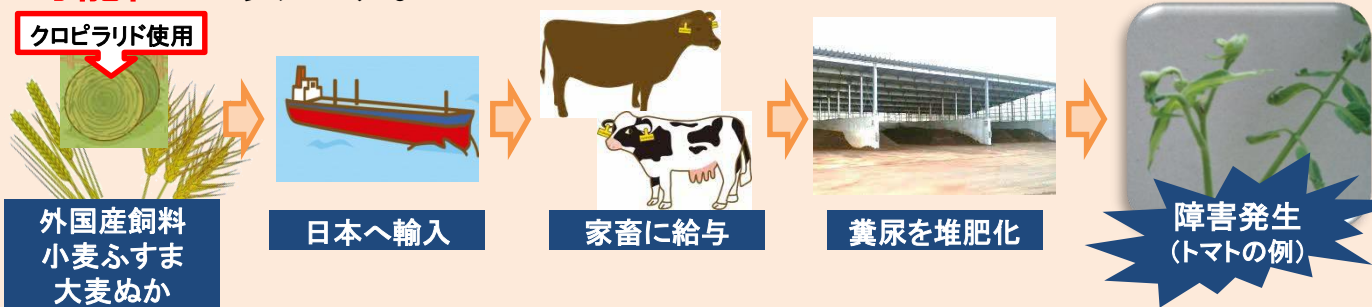 クロピラリド使用
外国産飼料
小麦ふすま
大麦ぬか
日本へ輸入
家畜に給与
糞尿を堆肥化
障害発生
（トマトの例）